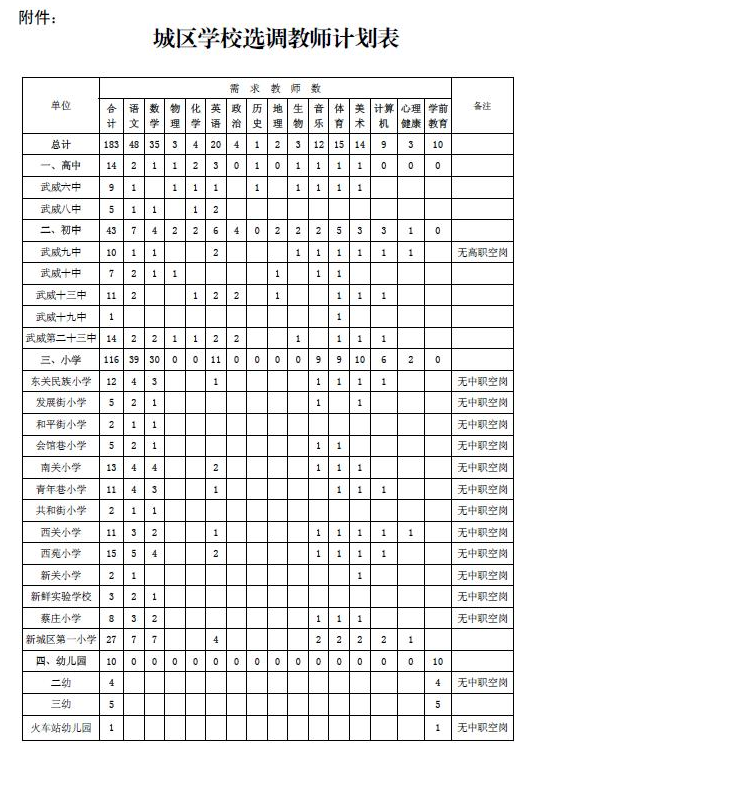 附件：
城区学校选调教师计划表
单位 需求教师数 备注
合计 语文 数学 物理 化学 英语 政治 历史 地理 生物 音乐 体育 美术 计算机 心理健康 学前教育
总计 183 48 35 3 4 20 4 1 2 3 12 15 14 9 3 10
一、高中 14 2 1 1 2 3 0 1 0 1 1 1 1 0 0 0
武威六中 9 1 1 1 1 1 1 1 1 1
武威八中 5 1 1 1 2
二、初中 43 7 4 2 2 6 4 0 2 2 2 5 3 3 1 0
武威九中 10 1 1 2 1 1 1 1 1 1 无高职空岗
武威十中 7 2 1 1 1 1 1
武威十三中 11 2 1 2 2 1 1 1 1
武威十九中 1 1
武威第二十三中 14 2 2 1 1 2 2 1 1 1 1
三、小学 116 39 30 0 0 11 0 0 0 0 9 9 10 6 2 0
东关民族小学 12 4 3 1 1 1 1 1 无中职空岗
发展街小学 5 2 1 1 1 无中职空岗
和平街小学 2 1 1 无中职空岗
会馆巷小学 5 2 1 1 1 无中职空岗
南关小学 13 4 4 2 1 1 1 无中职空岗
青年巷小学 11 4 3 1 1 1 1 无中职空岗
共和街小学 2 1 1 无中职空岗
西关小学 11 3 2 1 1 1 1 1 1 无中职空岗
西苑小学 15 5 4 2 1 1 1 1 无中职空岗
新关小学 2 1 1 无中职空岗
新鲜实验学校 3 2 1 无中职空岗
蔡庄小学 8 3 2 1 1 1 无中职空岗
新城区第一小学 27 7 7 4 2 2 2 2 1
四、幼儿园 10 0 0 0 0 0 0 0 0 0 0 0 0 0 0 10
二幼 4 4 无中职空岗
三幼 5 5
火车站幼儿园 1 1 无中职空岗